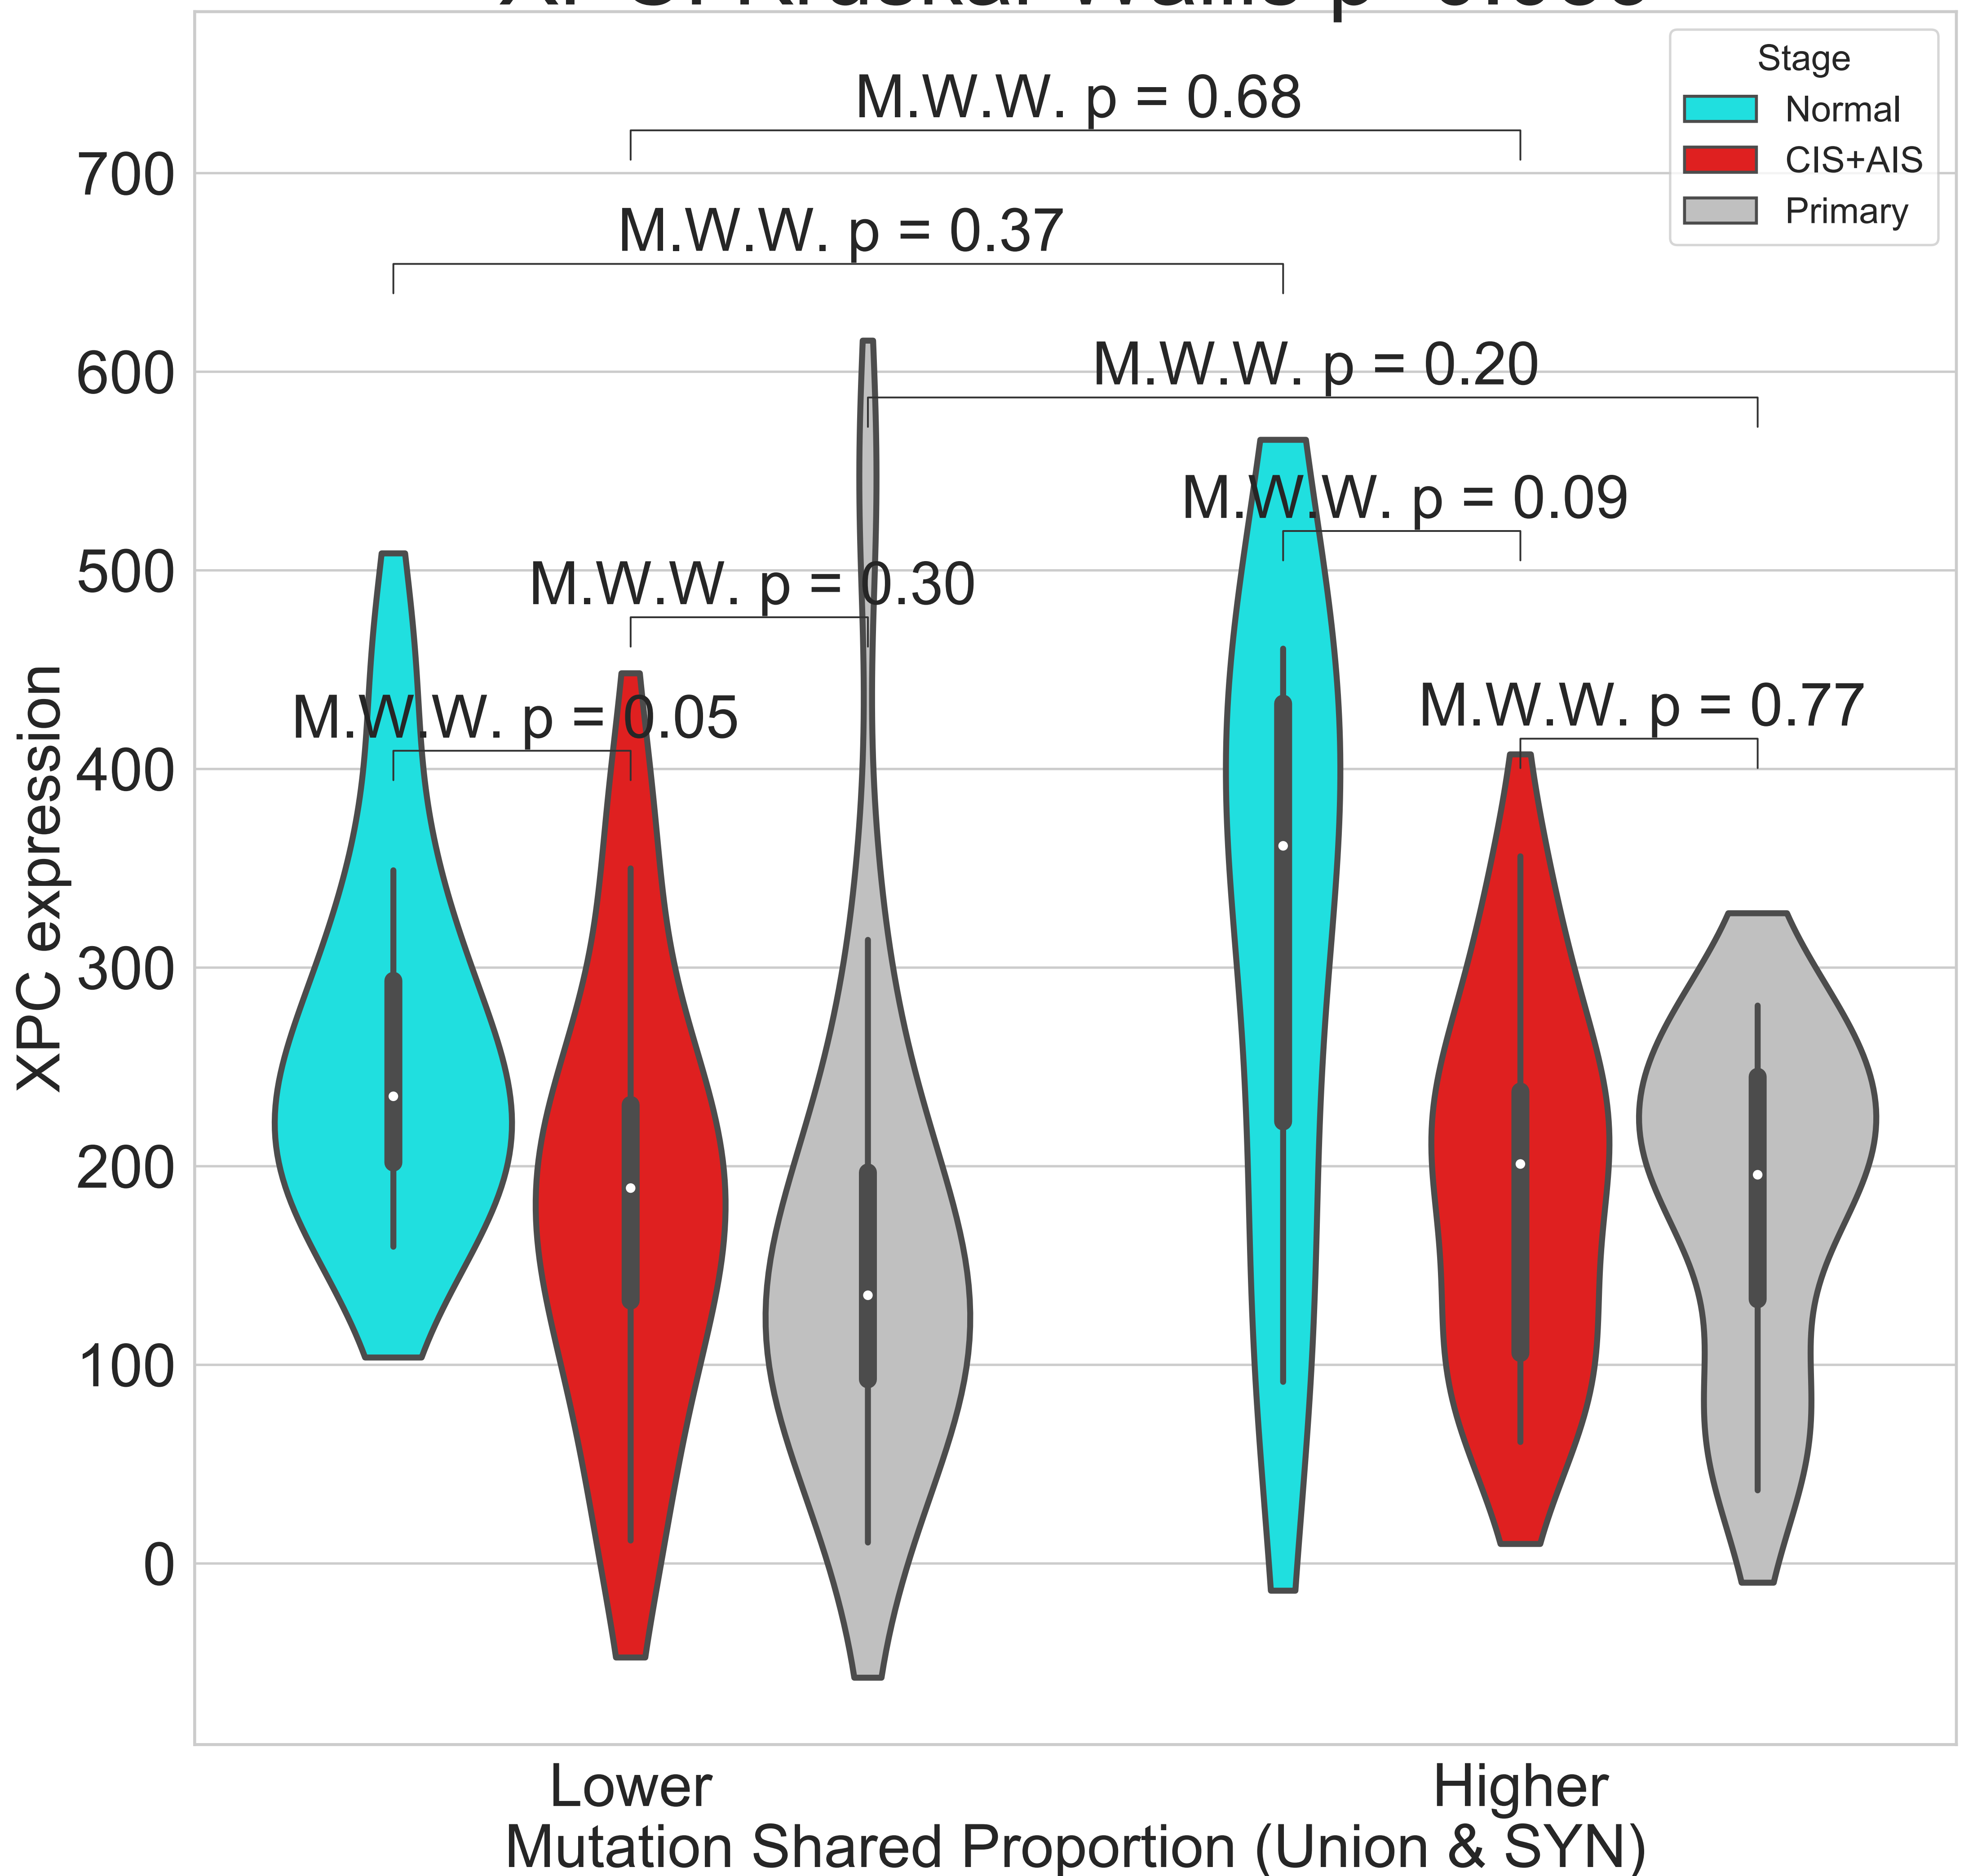 Stage
Normal
CIS+AIS
Primary
M.W.W. p = 0.68
M.W.W. p = 0.37
M.W.W. p = 0.20
M.W.W. p = 0.09
M.W.W. p = 0.30
M.W.W. p = 0.05
M.W.W. p = 0.77
XPC expression
700
600
500
400
300
200
100
0
Lower
Higher
Mutation Shared Proportion (Union & SYN)